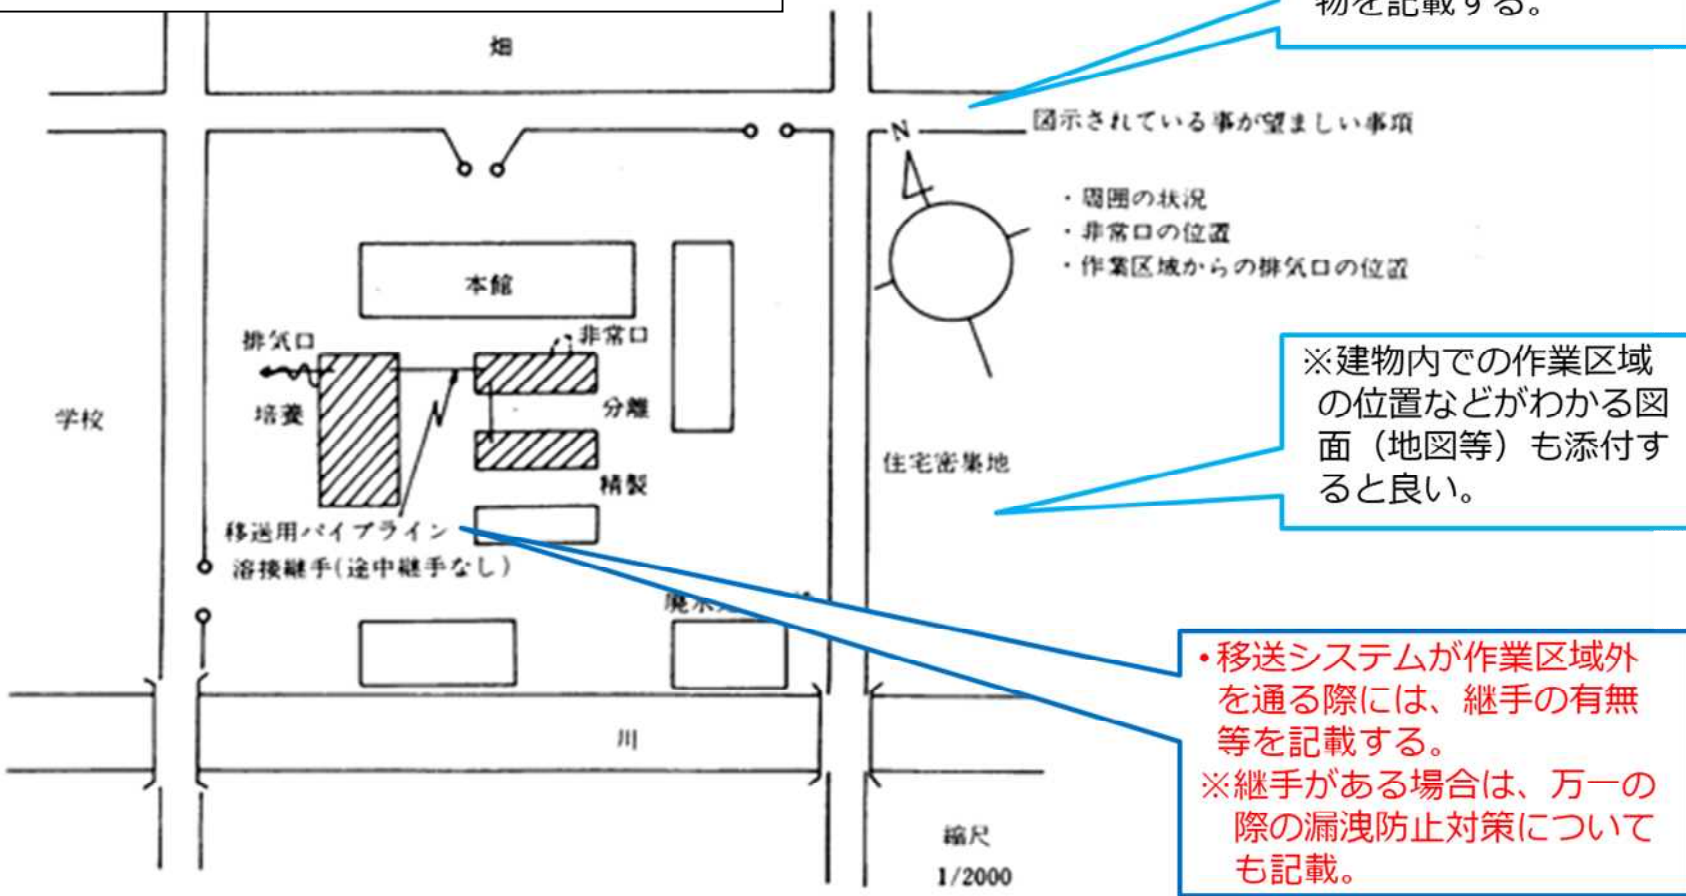 物を記載する。
畑
N
図示されている事が望ましい事項
・周囲の状況
・非常口の位置
・作業区域からの排気口の位置
本館
排気口
非常口
※建物内での作業区域
の位置などがわかる図
面（地図等）も添付す
ると良い。
学校
培養
分離
住宅密集地
精製
移送用パイプライン
溶接継手(途中継手なし)
・移送システムが作業区域外
を通る際には、継手の有無
等を記載する。
※継手がある場合は、万一の
際の漏洩防止対策について
も記載。
川
縮尺
1/2000